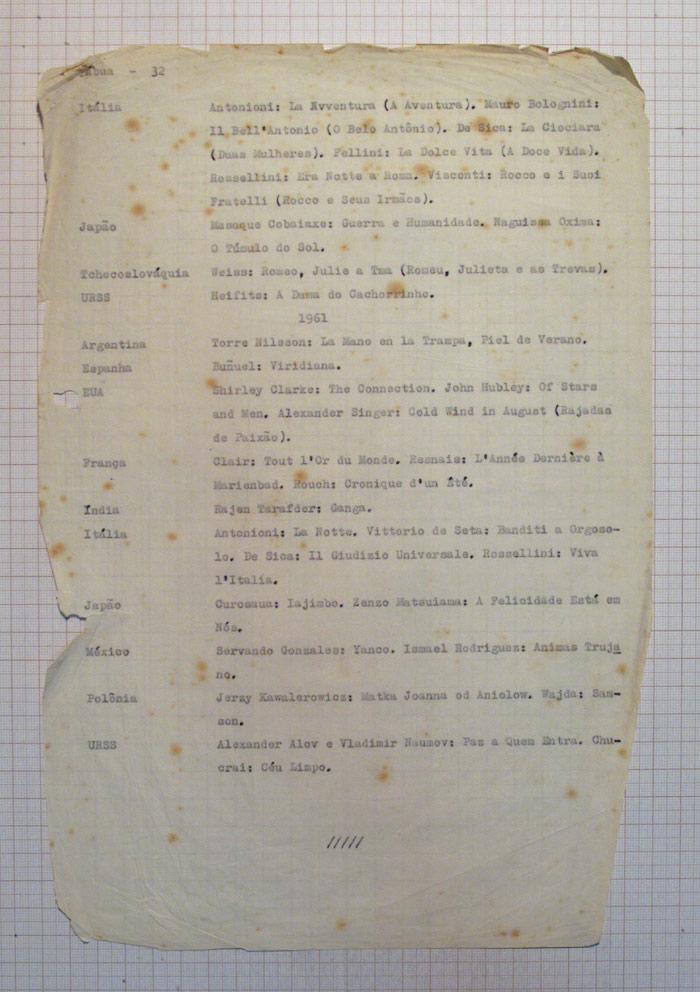 Tábua - 32
Itália Antonioni: La Avventura (A Aventura). Mauro Bolognini:
Il Bell'Antonio (O Belo Antônio). De Sica: La Ciociara
(Duas Mulheres). Fellini: La Dolce Vita (A Doce Vida).
Rossellini: Era Notte a Roma. Visconti: Rocco e i Suoi
Fratelli (Rocco e Seus Irmãos).
Japão Masaque Cobaiaxe: Guerra e Humanidade. Naguissa Oxima:
O Túmulo do Sol.
Tchecoslováquia Weiss: Romeo, Julie a Tma (Romeu, Julieta e as Trevas).
URSS Heifits: A Dama do Cachorrinho.
1961
Argentina Torre Nilsson: La Mano en la Trampa, Piel de Verano.
Espanha Buñuel: Viridiana.
EUA Shirley Clarke: The Connection. John Hubley: Of Stars
and Men. Alexander Singer: Cold Wind in August (Rajadas
de Paixão).
França Clair: Tout l'Or du Monde. Resnais: L'Année Dernière à
Marienbad. Rouch: Cronique d'un Été.
Índia Rajen Tarafder: Ganga.
Itália Antonioni: La Notte. Vittorio de Seta: Banditi a Orgoso-
lo. De Sica: Il Giudizio Universale. Rossellini: Viva
l'Italia.
Japão Curosaua: Iajimbo. Zenzo Matsuiama: A Felicidade Está em
Nós.
México Servando Gonzales: Yanco. Ismael Rodriguez: Animas Truja
no.
Polônia Jerzy Kawalerowicz: Matka Joanna od Aniolow. Wajda: Sam-
son.
URSS Alexander Alov e Vladimir Naumov: Paz a Quem Entra. Chu-
crai: Céu Limpo.
/////